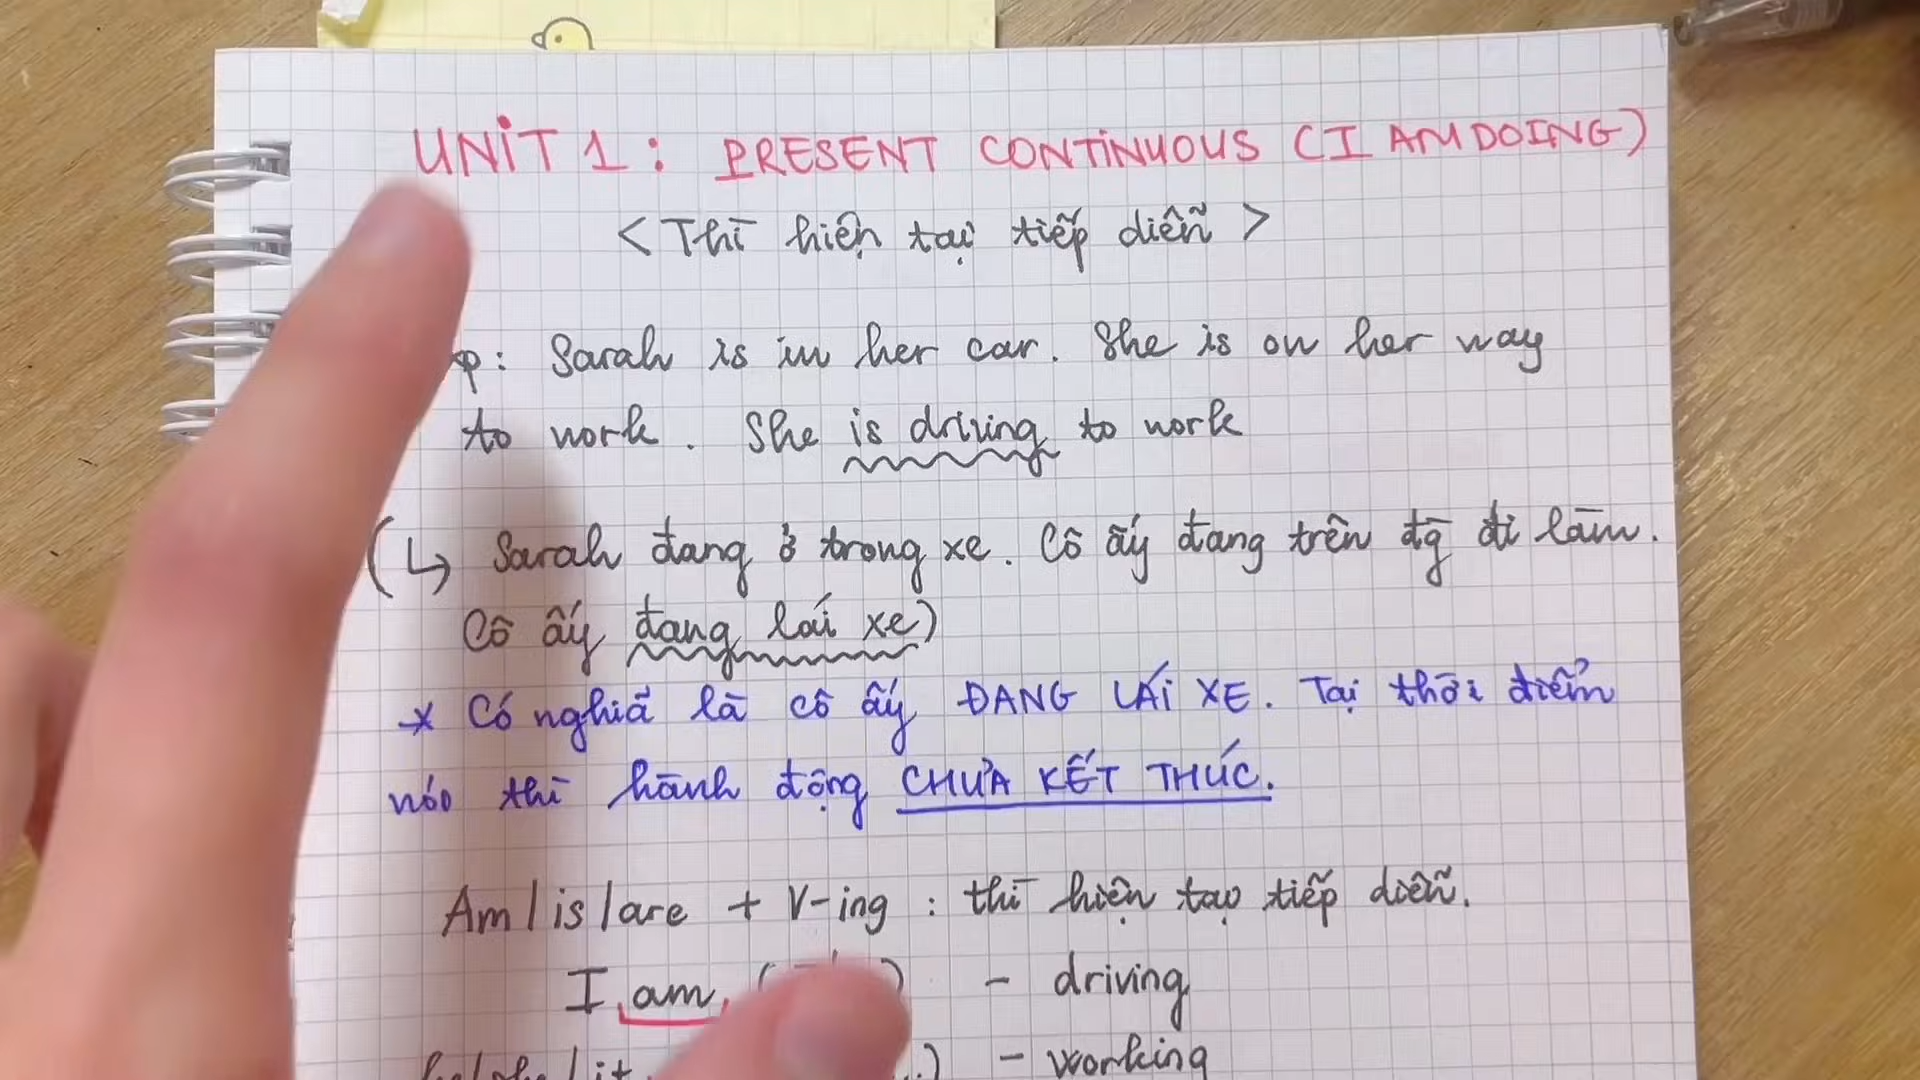 UNIT 1: PRESENT CONTINUOUS (I AM DOING)
<Thì hiện tại tiếp diễn>
p: Sarah is in her car. She is on her way
to work. She is driving to work
(↳ Sarah đang ở trong xe. Cô ấy đang trên đg̀ đi làm.
Cô ấy đang lái xe)
* Có nghĩa là cô ấy ĐANG LÁI XE. Tại thời điểm
nói thì hành động CHƯA KẾT THÚC.
Am/is/are + V-ing: thì hiện tại tiếp diễn.
I am ( ) - driving
he/she/it ...) - working